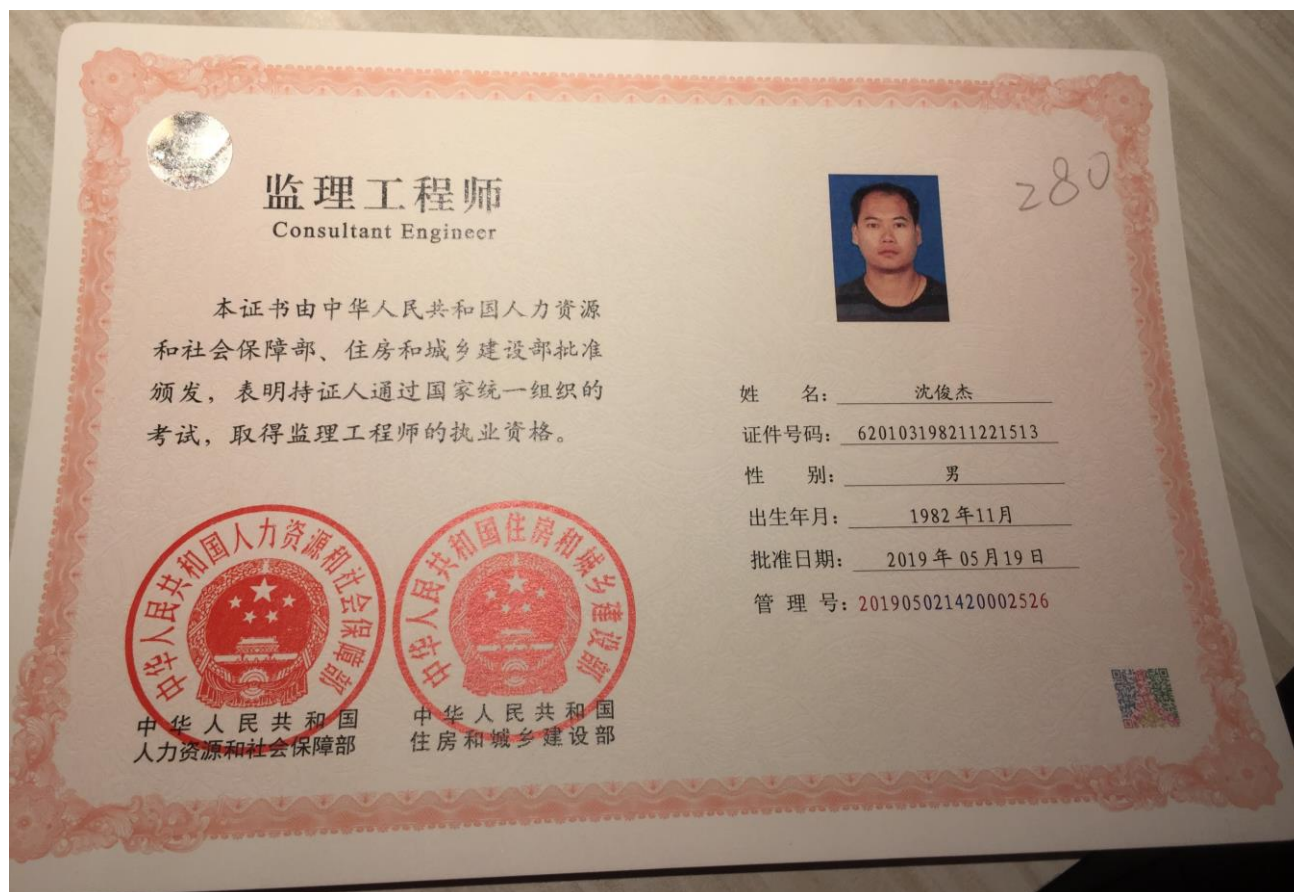 监理工程师
Consultant Engineer
本证书由中华人民共和国人力资源
和社会保障部、住房和城乡建设部批准
颁发，表明持证人通过国家统一组织的
考试，取得监理工程师的执业资格。
中华人民共和国人力资源和社会保障部
中华人民共和国
人力资源和社会保障部
中华人民共和国住房和城乡建设部
中华人民共和国
住房和城乡建设部
280
姓 名：沈俊杰
证件号码：620103198211221513
性 别：男
出生年月：1982年11月
批准日期：2019年05月19日
管 理 号：201905021420002526